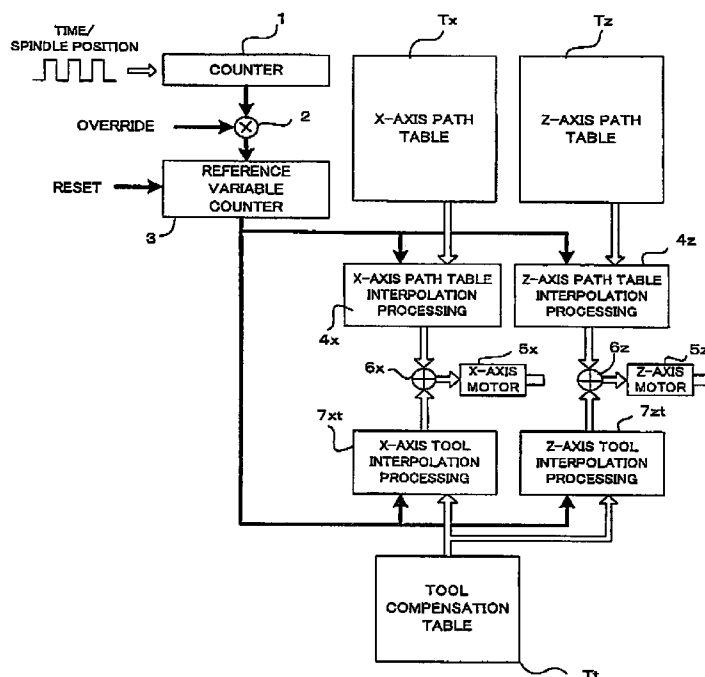 TIME/
SPINDLE POSITION
1
COUNTER
OVERRIDE
2
RESET
REFERENCE
VARIABLE
COUNTER
3
Tx
X-AXIS PATH
TABLE
Tz
Z-AXIS PATH
TABLE
X-AXIS PATH TABLE
INTERPOLATION
PROCESSING
4x
Z-AXIS PATH TABLE
INTERPOLATION
PROCESSING
4z
6x
5x
X-AXIS
MOTOR
6z
5z
Z-AXIS
MOTOR
7xt
X-AXIS TOOL
INTERPOLATION
PROCESSING
7zt
Z-AXIS TOOL
INTERPOLATION
PROCESSING
TOOL
COMPENSATION
TABLE
Tt